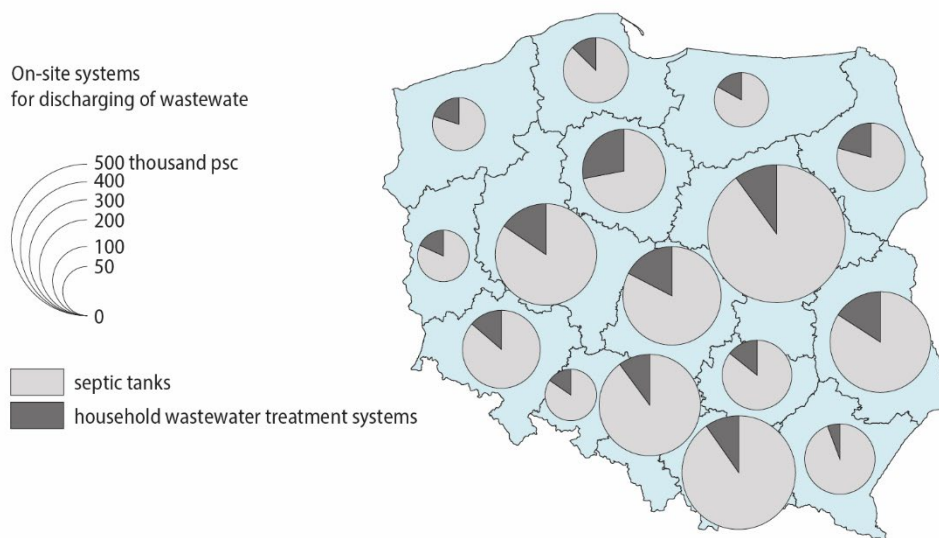 On-site systems
for discharging of wastewate
500 thousand psc
400
300
200
100
50
0
septic tanks
household wastewater treatment systems